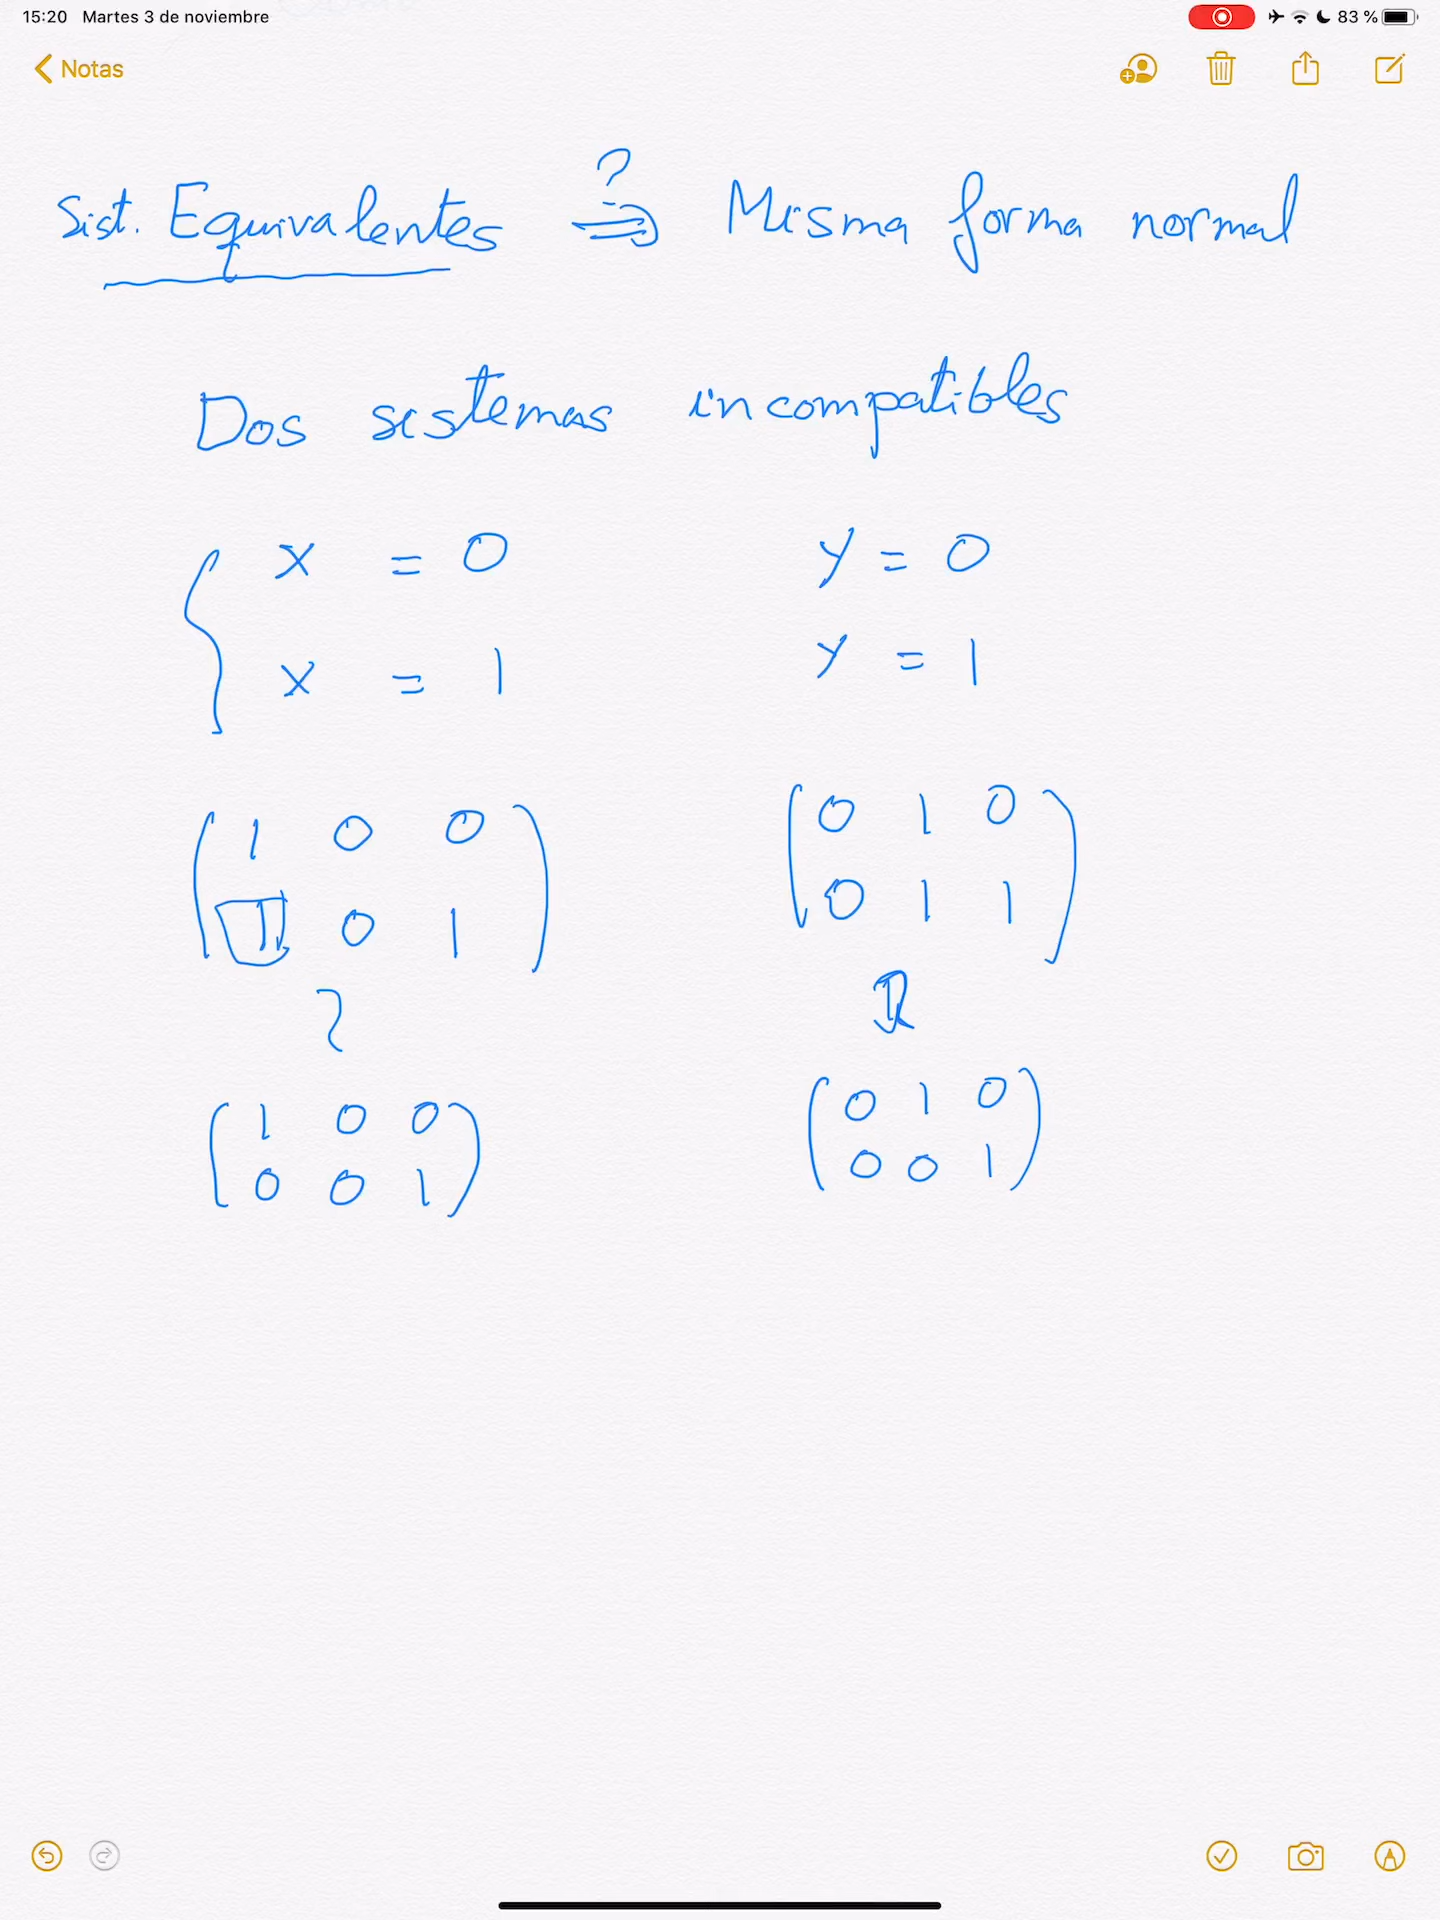 15:20 Martes 3 de noviembre 83 %
Notas
?
Sist. Equivalentes ⇒ Misma forma normal
Dos sistemas incompatibles
x = 0 y = 0
x = 1 y = 1
1 0 0 0 1 0
1 0 1 0 1 1
1 0 0 0 1 0
0 0 1 0 0 1